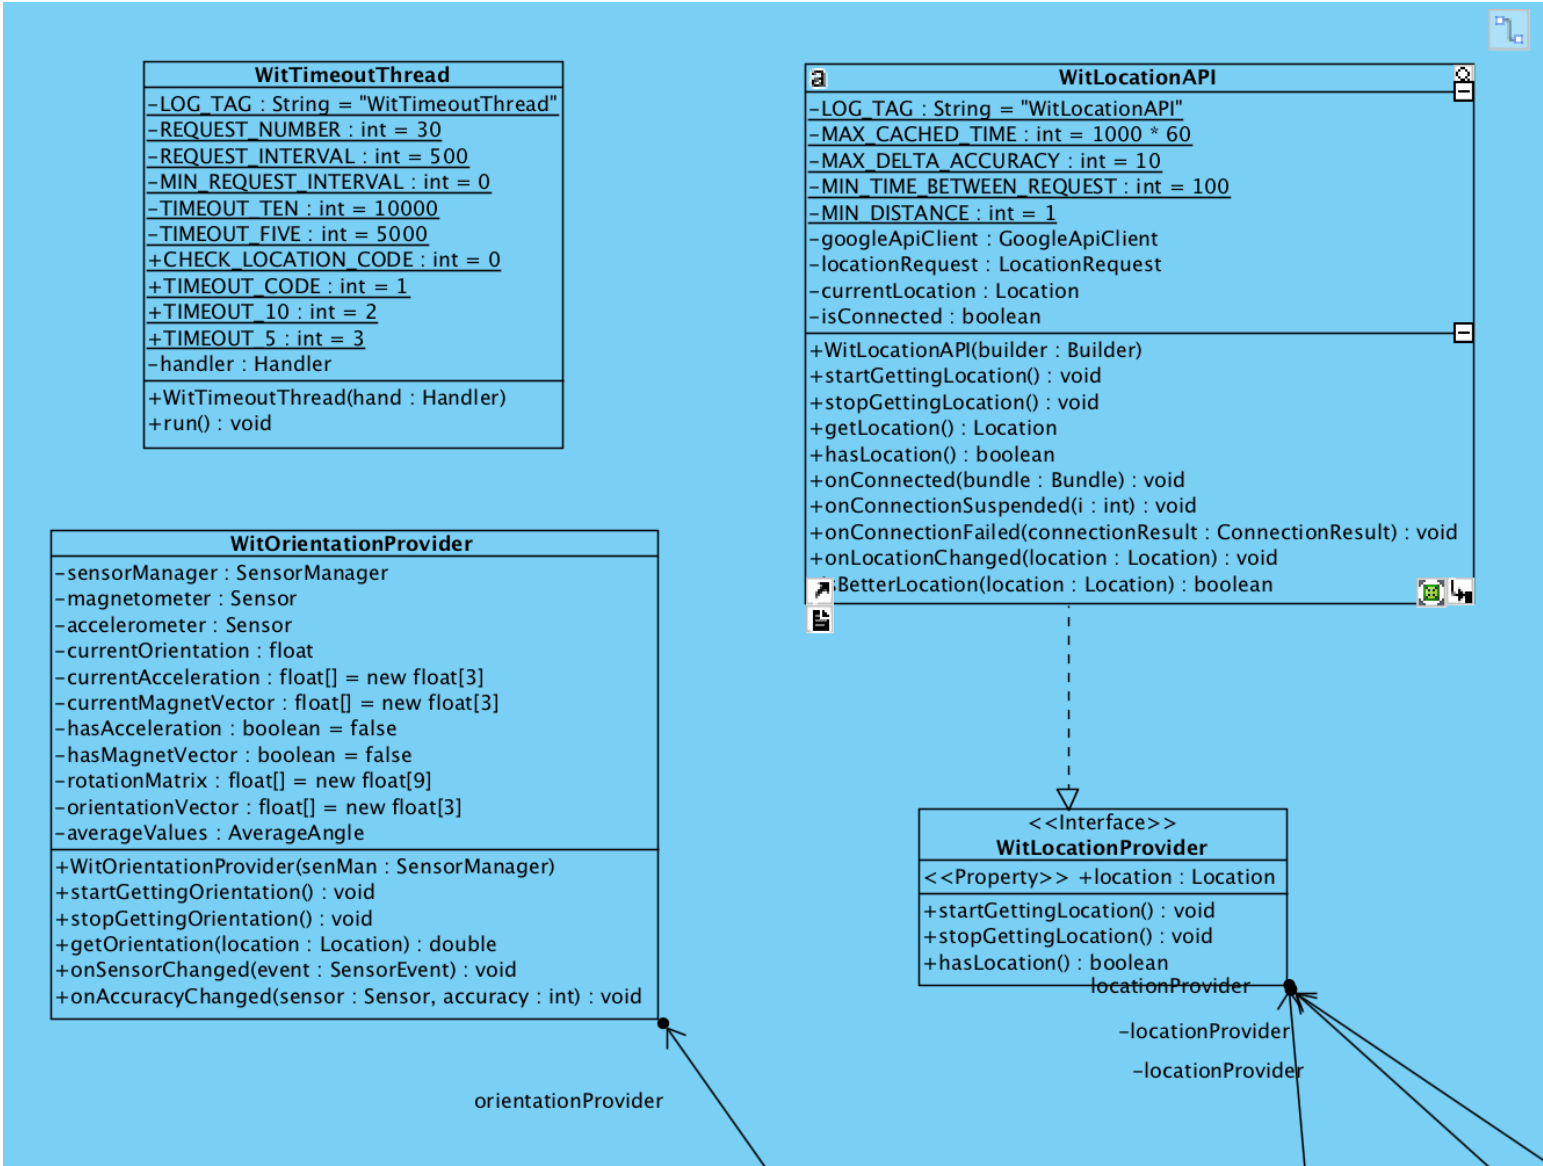 WitTimeoutThread
-LOG_TAG : String = "WitTimeoutThread"
-REQUEST_NUMBER : int = 30
-REQUEST_INTERVAL : int = 500
-MIN_REQUEST_INTERVAL : int = 0
-TIMEOUT_TEN : int = 10000
-TIMEOUT_FIVE : int = 5000
+CHECK_LOCATION_CODE : int = 0
+TIMEOUT_CODE : int = 1
+TIMEOUT_10 : int = 2
+TIMEOUT_5 : int = 3
-handler : Handler
+WitTimeoutThread(hand : Handler)
+run() : void
a
WitLocationAPI
-LOG_TAG : String = "WitLocationAPI"
-MAX_CACHED_TIME : int = 1000 * 60
-MAX_DELTA_ACCURACY : int = 10
-MIN_TIME_BETWEEN_REQUEST : int = 100
-MIN_DISTANCE : int = 1
-googleApiClient : GoogleApiClient
-locationRequest : LocationRequest
-currentLocation : Location
-isConnected : boolean
+WitLocationAPI(builder : Builder)
+startGettingLocation() : void
+stopGettingLocation() : void
+getLocation() : Location
+hasLocation() : boolean
+onConnected(bundle : Bundle) : void
+onConnectionSuspended(i : int) : void
+onConnectionFailed(connectionResult : ConnectionResult) : void
+onLocationChanged(location : Location) : void
sBetterLocation(location : Location) : boolean
WitOrientationProvider
-sensorManager : SensorManager
-magnetometer : Sensor
-accelerometer : Sensor
-currentOrientation : float
-currentAcceleration : float[] = new float[3]
-currentMagnetVector : float[] = new float[3]
-hasAcceleration : boolean = false
-hasMagnetVector : boolean = false
-rotationMatrix : float[] = new float[9]
-orientationVector : float[] = new float[3]
-averageValues : AverageAngle
+WitOrientationProvider(senMan : SensorManager)
+startGettingOrientation() : void
+stopGettingOrientation() : void
+getOrientation(location : Location) : double
+onSensorChanged(event : SensorEvent) : void
+onAccuracyChanged(sensor : Sensor, accuracy : int) : void
<<Interface>>
WitLocationProvider
<<Property>> +location : Location
+startGettingLocation() : void
+stopGettingLocation() : void
+hasLocation() : boolean
locationProvider
-locationProvider
-locationProvider
orientationProvider